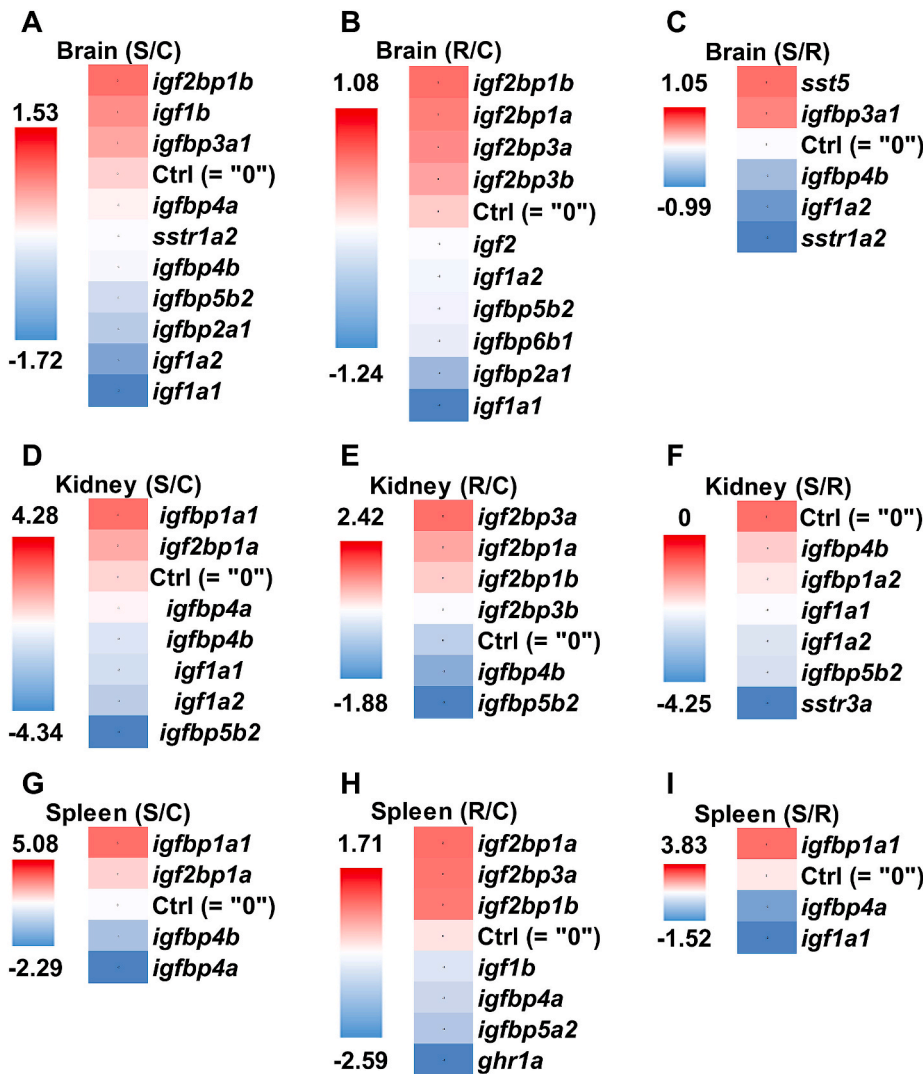 A
Brain (S/C)
1.53
-1.72
igf2bp1b
igf1b
igfbp3a1
Ctrl (= "0")
igfbp4a
sstr1a2
igfbp4b
igfbp5b2
igfbp2a1
igf1a2
igf1a1
B
Brain (R/C)
1.08
-1.24
igf2bp1b
igf2bp1a
igf2bp3a
igf2bp3b
Ctrl (= "0")
igf2
igf1a2
igfbp5b2
igfbp6b1
igfbp2a1
igf1a1
C
Brain (S/R)
1.05
-0.99
sst5
igfbp3a1
Ctrl (= "0")
igfbp4b
igf1a2
sstr1a2
D
Kidney (S/C)
4.28
-4.34
igfbp1a1
igf2bp1a
Ctrl (= "0")
igfbp4a
igfbp4b
igf1a1
igf1a2
igfbp5b2
E
Kidney (R/C)
2.42
-1.88
igf2bp3a
igf2bp1a
igf2bp1b
igf2bp3b
Ctrl (= "0")
igfbp4b
igfbp5b2
F
Kidney (S/R)
0
-4.25
Ctrl (= "0")
igfbp4b
igfbp1a2
igf1a1
igf1a2
igfbp5b2
sstr3a
G
Spleen (S/C)
5.08
-2.29
igfbp1a1
igf2bp1a
Ctrl (= "0")
igfbp4b
igfbp4a
H
Spleen (R/C)
1.71
-2.59
igf2bp1a
igf2bp3a
igf2bp1b
Ctrl (= "0")
igf1b
igfbp4a
igfbp5a2
ghr1a
I
Spleen (S/R)
3.83
-1.52
igfbp1a1
Ctrl (= "0")
igfbp4a
igf1a1